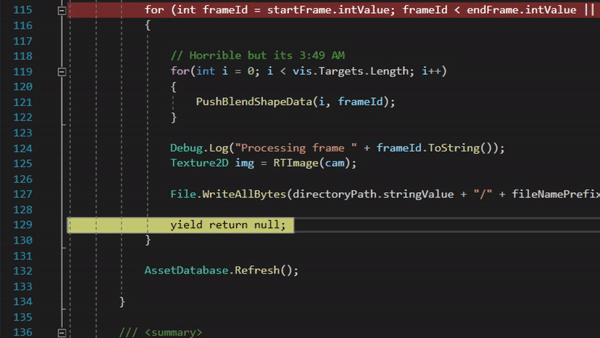 115 for (int frameId = startFrame.intValue; frameId < endFrame.intValue ||
116 {
117
118 // Horrible but its 3:49 AM
119 for(int i = 0; i < vis.Targets.Length; i++)
120 {
121 PushBlendShapeData(i, frameId);
122 }
123
124 Debug.Log("Processing frame " + frameId.ToString());
125 Texture2D img = RTImage(cam);
126
127 File.WriteAllBytes(directoryPath.stringValue + "/" + fileNamePrefix
128
129 yield return null;
130 }
131
132 AssetDatabase.Refresh();
133
134 }
135
136 /// <summary>